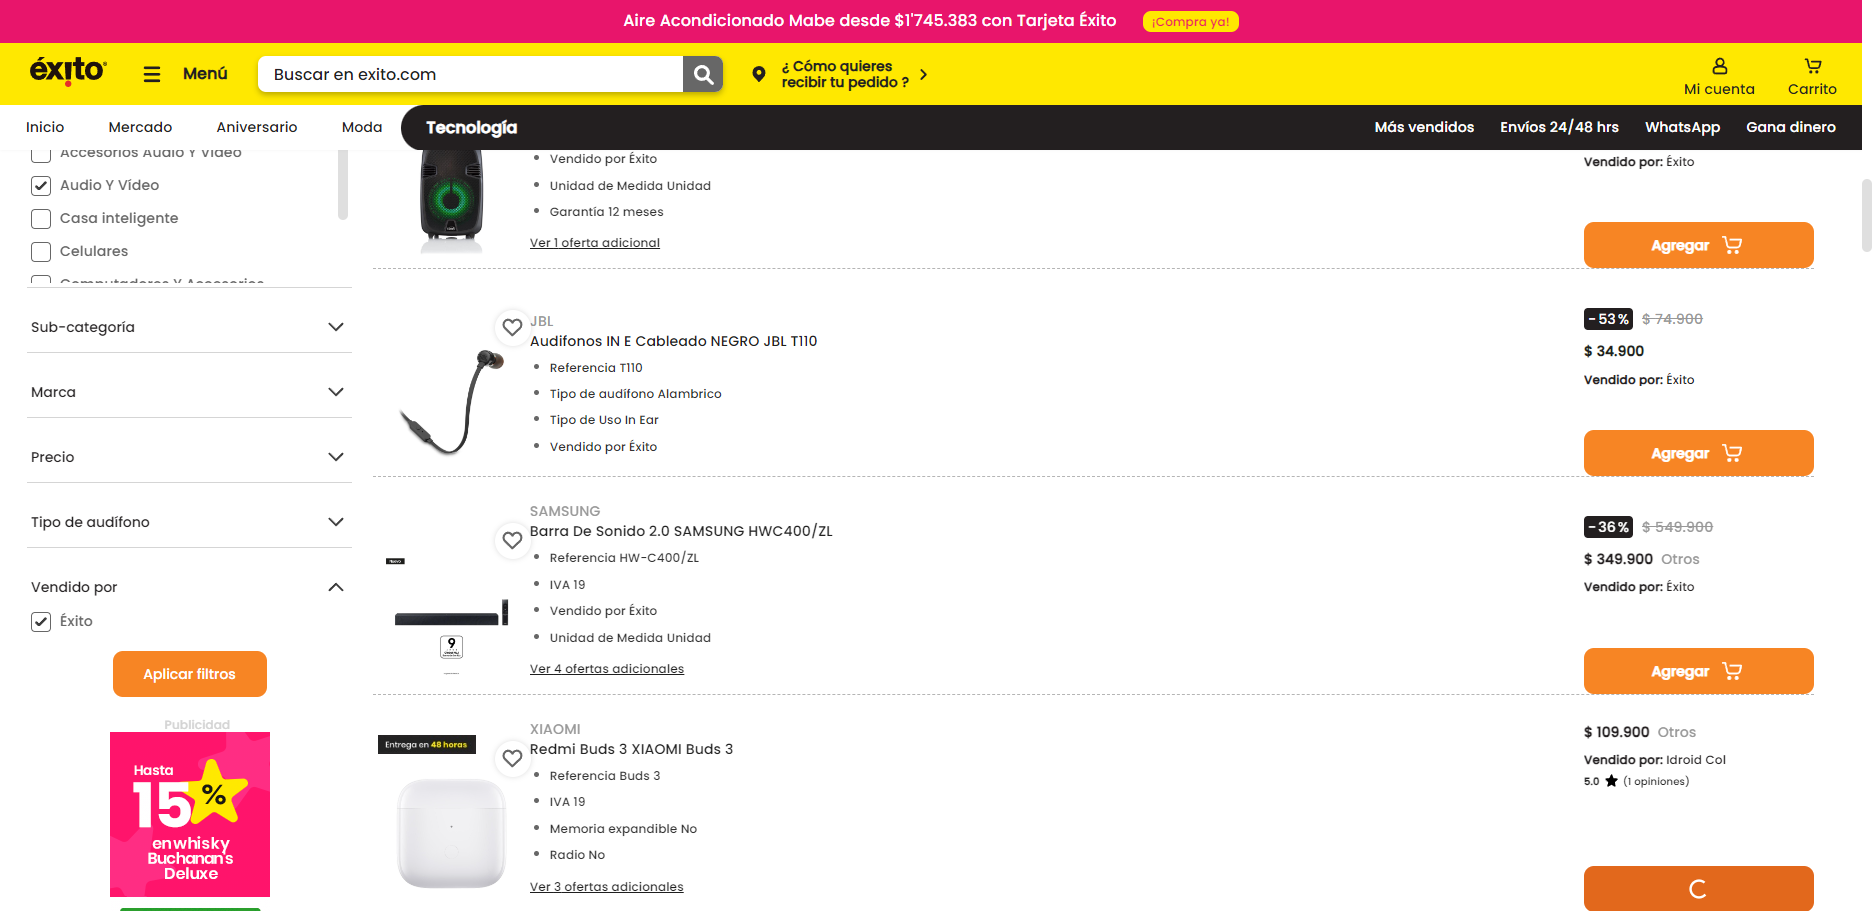 Aire Acondicionado Mabe desde $1'745.383 con Tarjeta Éxito ¡Compra ya!
éxito
Menú
Buscar en exito.com
¿ Cómo quieres
recibir tu pedido ?
Mi cuenta
Carrito
Inicio
Mercado
Aniversario
Moda
Tecnología
Más vendidos
Envíos 24/48 hrs
WhatsApp
Gana dinero
Accesorios Audio Y Video
Audio Y Vídeo
Casa inteligente
Celulares
Computadores Y Accesorios
Sub-categoría
Marca
Precio
Tipo de audífono
Vendido por
Éxito
Aplicar filtros
Publicidad
Hasta
15%
en whisky
Buchanan's
Deluxe
Vendido por Éxito
Unidad de Medida Unidad
Garantía 12 meses
Ver 1 oferta adicional
Vendido por: Éxito
Agregar
JBL
Audifonos IN E Cableado NEGRO JBL T110
Referencia T110
Tipo de audífono Alambrico
Tipo de Uso In Ear
Vendido por Éxito
-53% $ 74.900
$ 34.900
Vendido por: Éxito
Agregar
SAMSUNG
Barra De Sonido 2.0 SAMSUNG HWC400/ZL
Nuevo
Referencia HW-C400/ZL
IVA 19
Vendido por Éxito
Unidad de Medida Unidad
9
Ver 4 ofertas adicionales
-36% $ 549.900
$ 349.900 Otros
Vendido por: Éxito
Agregar
Entrega en 48 horas
XIAOMI
Redmi Buds 3 XIAOMI Buds 3
Referencia Buds 3
IVA 19
Memoria expandible No
Radio No
Ver 3 ofertas adicionales
$ 109.900 Otros
Vendido por: Idroid Col
5.0 (1 opiniones)